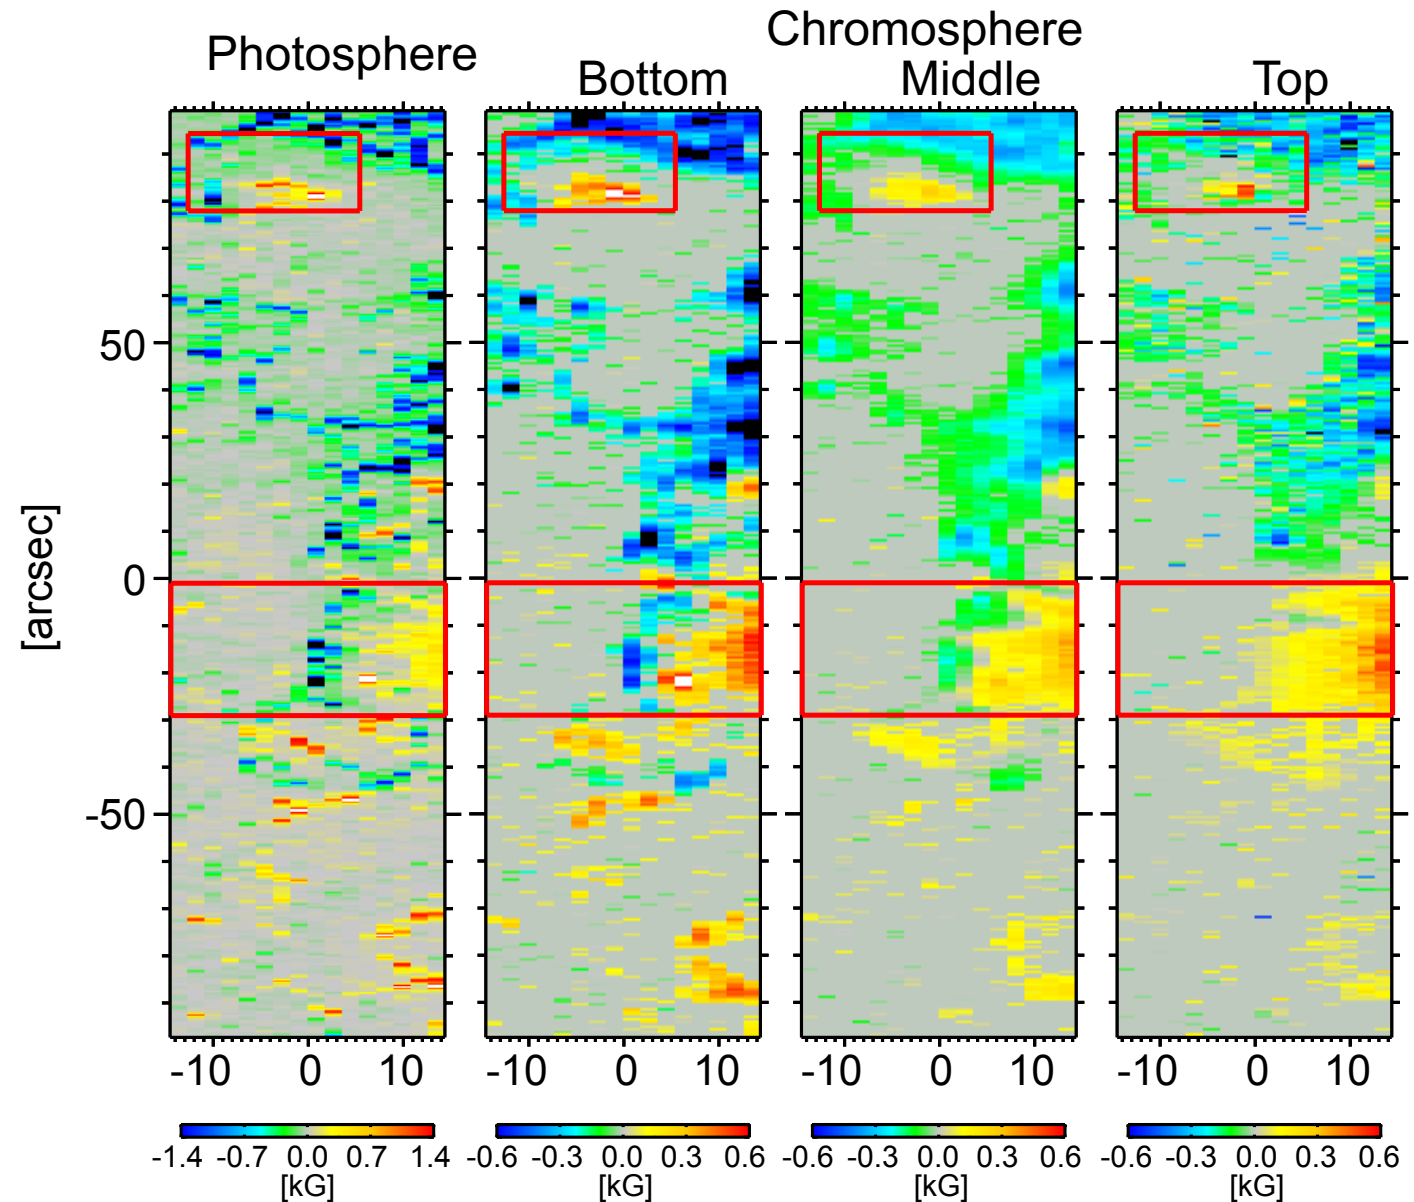 Chromosphere
Photosphere
Bottom Middle Top
[arcsec]
50
0
-50
-10 0 10 -10 0 10 -10 0 10 -10 0 10
-1.4 -0.7 0.0 0.7 1.4 -0.6 -0.3 0.0 0.3 0.6 -0.6 -0.3 0.0 0.3 0.6 -0.6 -0.3 0.0 0.3 0.6
[kG] [kG] [kG] [kG]